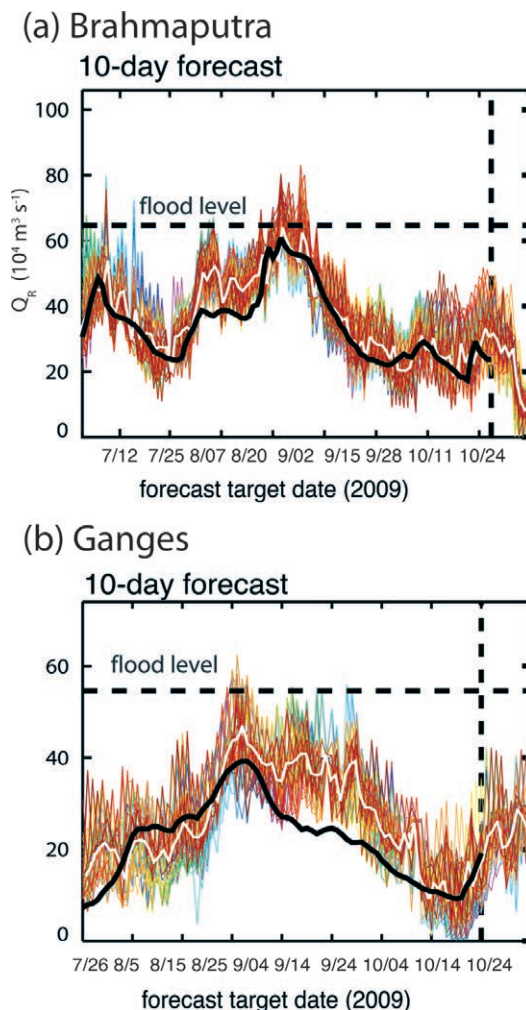 (a) Brahmaputra
10-day forecast
100
80
flood level
60
40
20
0
Q_R (10⁴ m³ s⁻¹)
7/12 7/25 8/07 8/20 9/02 9/15 9/28 10/11 10/24
forecast target date (2009)
(b) Ganges
10-day forecast
60
flood level
40
20
0
7/26 8/5 8/15 8/25 9/04 9/14 9/24 10/04 10/14 10/24
forecast target date (2009)